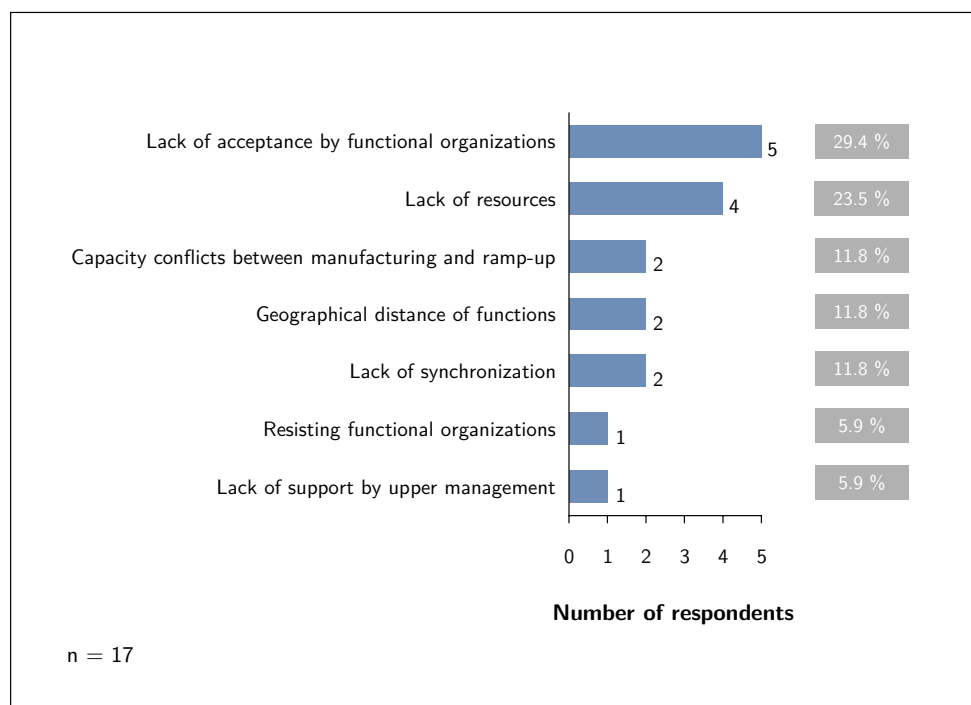 Lack of acceptance by functional organizations 5 29.4 %
Lack of resources 4 23.5 %
Capacity conflicts between manufacturing and ramp-up 2 11.8 %
Geographical distance of functions 2 11.8 %
Lack of synchronization 2 11.8 %
Resisting functional organizations 1 5.9 %
Lack of support by upper management 1 5.9 %
0 1 2 3 4 5
Number of respondents
n = 17